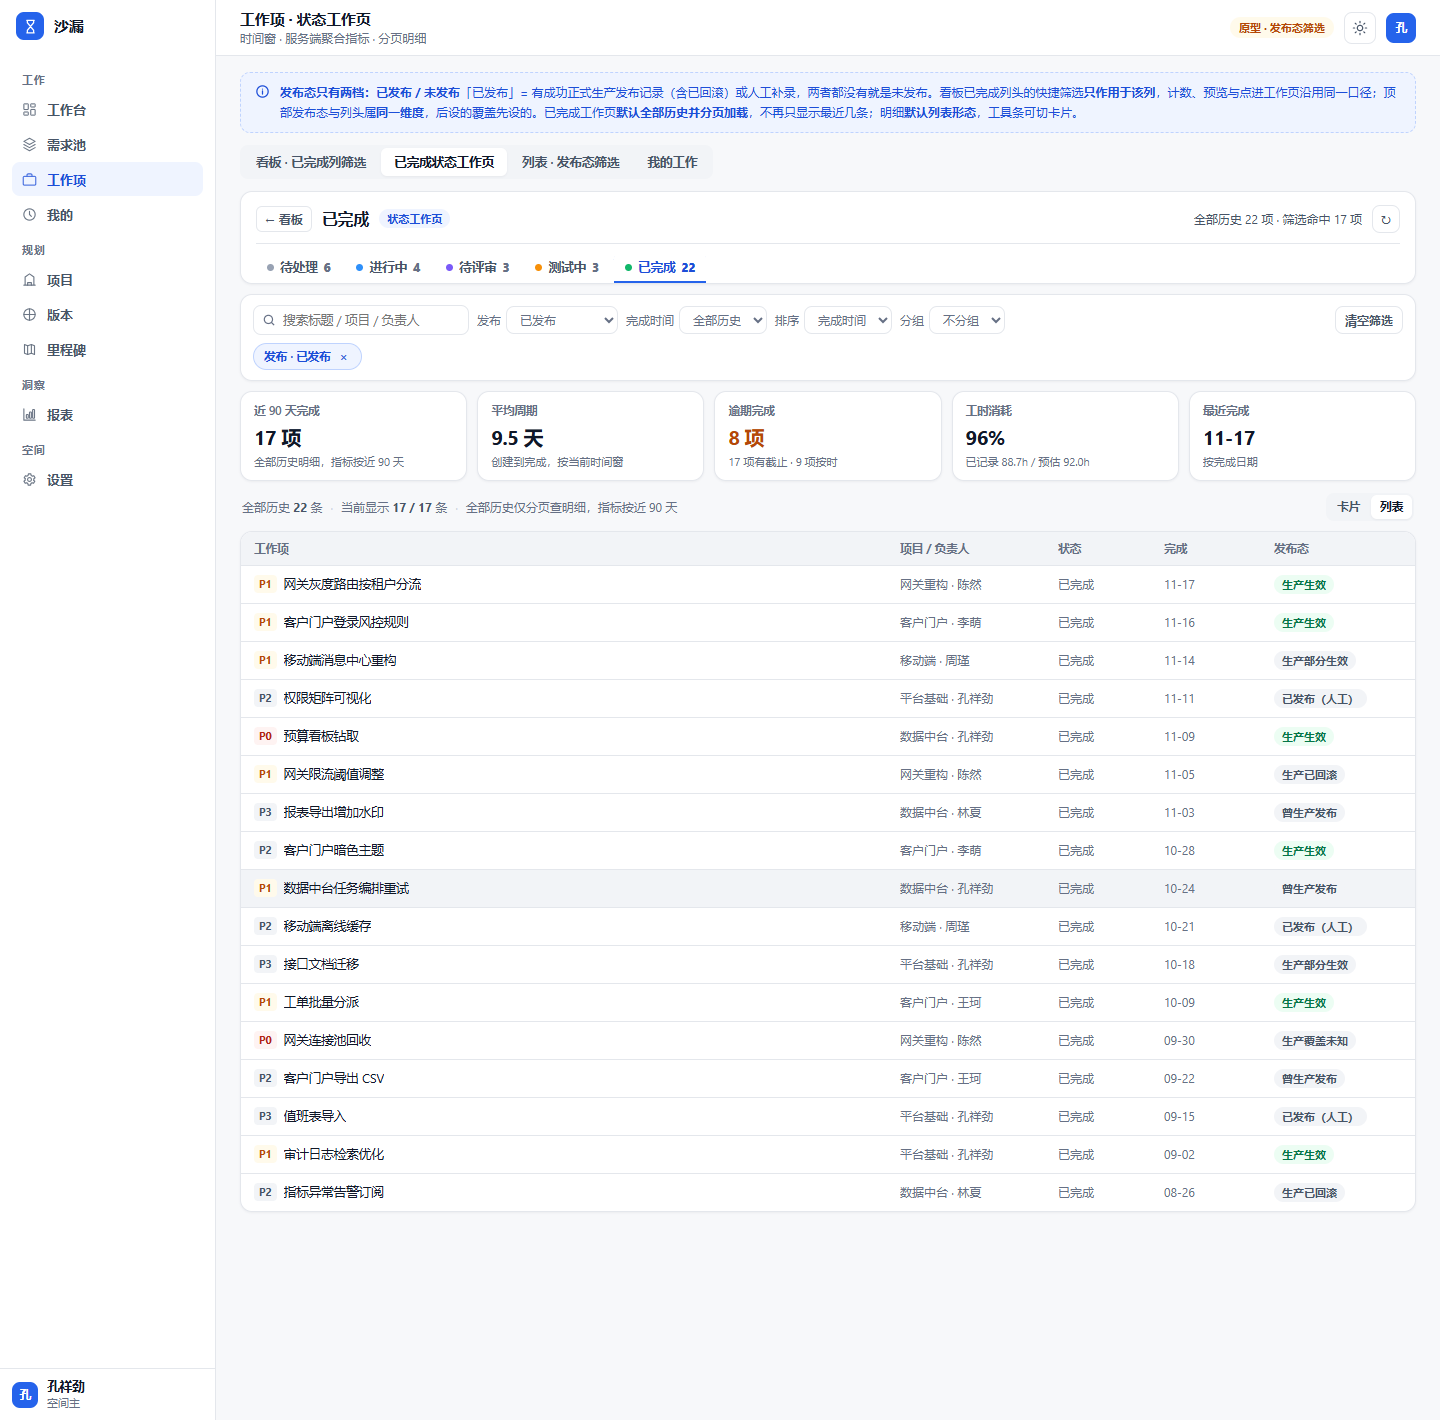 沙漏
工作
工作台
需求池
工作项
我的
规划
项目
版本
里程碑
洞察
报表
空间
设置
孔祥劲
空间主
孔
工作项 · 状态工作页
时间窗 · 服务端聚合指标 · 分页明细
原型 · 发布态筛选
孔
发布态只有两档：已发布 / 未发布「已发布」= 有成功正式生产发布记录（含已回滚）或人工补录，两者都没有就是未发布。看板已完成列头的快捷筛选只作用于该列，计数、预览与点进工作页沿用同一口径；顶
部发布态与列头属同一维度，后设的覆盖先设的。已完成工作页默认全部历史并分页加载，不再只显示最近几条；明细默认列表形态，工具条可切卡片。
看板 · 已完成列筛选 已完成状态工作页 列表 · 发布态筛选 我的工作
← 看板 已完成 状态工作页 全部历史 22 项 · 筛选命中 17 项 ↻
待处理 6 进行中 4 待评审 3 测试中 3 已完成 22
搜索标题 / 项目 / 负责人 发布 已发布 完成时间 全部历史 排序 完成时间 分组 不分组 清空筛选
发布 · 已发布 ×
近 90 天完成
17 项
全部历史明细，指标按近 90 天
平均周期
9.5 天
创建到完成，按当前时间窗
逾期完成
8 项
17 项有截止 · 9 项按时
工时消耗
96%
已记录 88.7h / 预估 92.0h
最近完成
11-17
按完成日期
全部历史 22 条 · 当前显示 17 / 17 条 · 全部历史仅分页查明细，指标按近 90 天 卡片 列表
工作项 项目 / 负责人 状态 完成 发布态
P1 网关灰度路由按租户分流 网关重构 · 陈然 已完成 11-17 生产生效
P1 客户门户登录风控规则 客户门户 · 李萌 已完成 11-16 生产生效
P1 移动端消息中心重构 移动端 · 周瑾 已完成 11-14 生产部分生效
P2 权限矩阵可视化 平台基础 · 孔祥劲 已完成 11-11 已发布（人工）
P0 预算看板钻取 数据中台 · 孔祥劲 已完成 11-09 生产生效
P1 网关限流阈值调整 网关重构 · 陈然 已完成 11-05 生产已回滚
P3 报表导出增加水印 数据中台 · 林夏 已完成 11-03 曾生产发布
P2 客户门户暗色主题 客户门户 · 李萌 已完成 10-28 生产生效
P1 数据中台任务编排重试 数据中台 · 孔祥劲 已完成 10-24 曾生产发布
P2 移动端离线缓存 移动端 · 周瑾 已完成 10-21 已发布（人工）
P3 接口文档迁移 平台基础 · 孔祥劲 已完成 10-18 生产部分生效
P1 工单批量分派 客户门户 · 王珂 已完成 10-09 生产生效
P0 网关连接池回收 网关重构 · 陈然 已完成 09-30 生产覆盖未知
P2 客户门户导出 CSV 客户门户 · 王珂 已完成 09-22 曾生产发布
P3 值班表导入 平台基础 · 孔祥劲 已完成 09-15 已发布（人工）
P1 审计日志检索优化 平台基础 · 孔祥劲 已完成 09-02 生产生效
P2 指标异常告警订阅 数据中台 · 林夏 已完成 08-26 生产已回滚